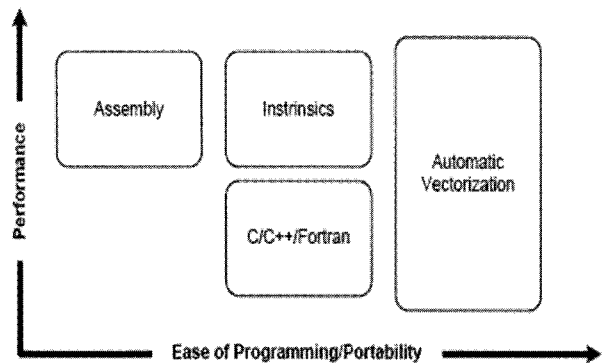 Performance
Assembly
Instrinsics
Automatic
Vectorization
C/C++/Fortran
Ease of Programming/Portability